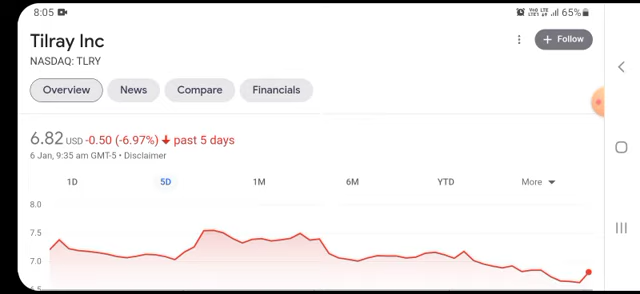 8:05 65%
Tilray Inc
+ Follow
NASDAQ: TLRY
Overview News Compare Financials
6.82 USD -0.50 (-6.97%) ↓ past 5 days
6 Jan, 9:35 am GMT-5 • Disclaimer
1D 5D 1M 6M YTD More
8.0
7.5
7.0
6.5